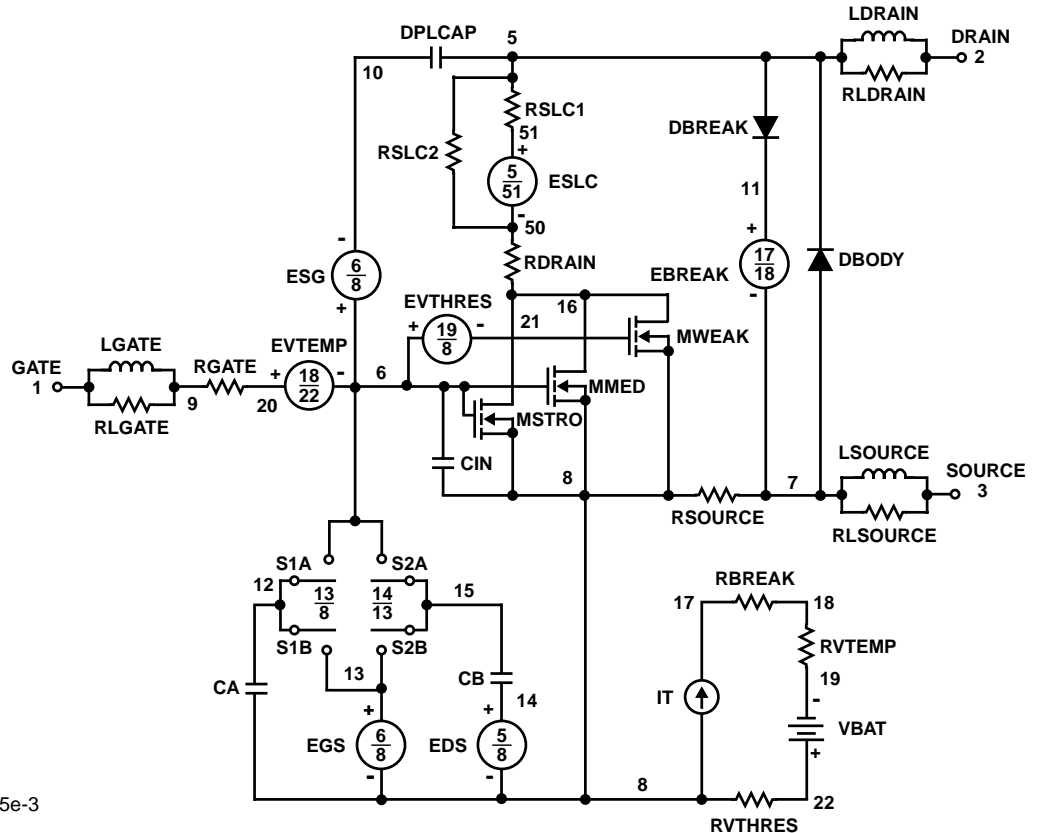 LDRAIN
DPLCAP 5 DRAIN
2
10
RLDRAIN
RSLC1
51
DBREAK
RSLC2
+
5
51
ESLC
11
-
50
-
+
17
18
-
EBREAK
DBODY
RDRAIN
ESG
6
8
+
EVTHRES
16
21
+
19
8
-
MWEAK
LGATE
EVTEMP
GATE
1
RGATE
+
18
22
-
6
MMED
9
20
RLGATE
MSTRO
LSOURCE
CIN
8
7
SOURCE
3
RSOURCE
RLSOURCE
S1A
S2A
12
13
8
14
13
15
RBREAK
17
18
S1B
S2B
RVTEMP
13
CA
CB
19
14
IT
-
+
+
VBAT
EGS
6
8
EDS
5
8
+
-
-
8
22
5e-3
RVTHRES